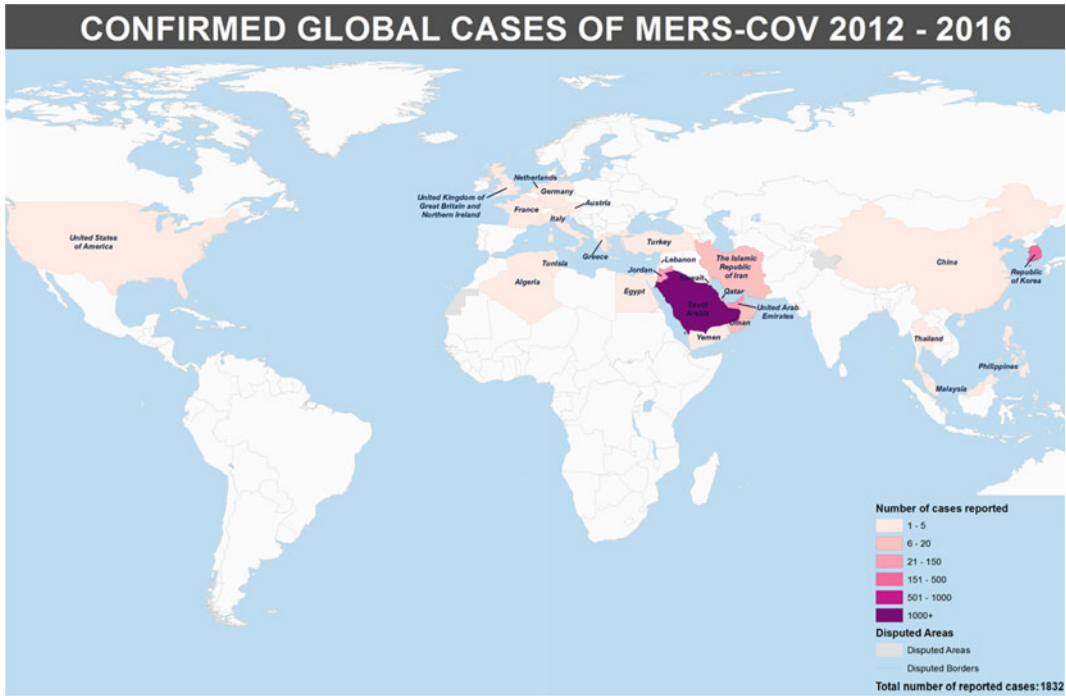 CONFIRMED GLOBAL CASES OF MERS-COV 2012 - 2016
Netherlands
Germany
United Kingdom of
Great Britain and
Northern Ireland
Austria
France
Italy
United States
of America
Turkey
Greece
Tunisia
Lebanon
The Islamic
Republic
of Iran
Jordan
Kuwait
China
Republic
of Korea
Algeria
Egypt
Qatar
Saudi
Arabia
United Arab
Emirates
Oman
Yemen
Thailand
Philippines
Malaysia
Number of cases reported
1 - 5
6 - 20
21 - 150
151 - 500
501 - 1000
1000+
Disputed Areas
Disputed Areas
Disputed Borders
Total number of reported cases:1832